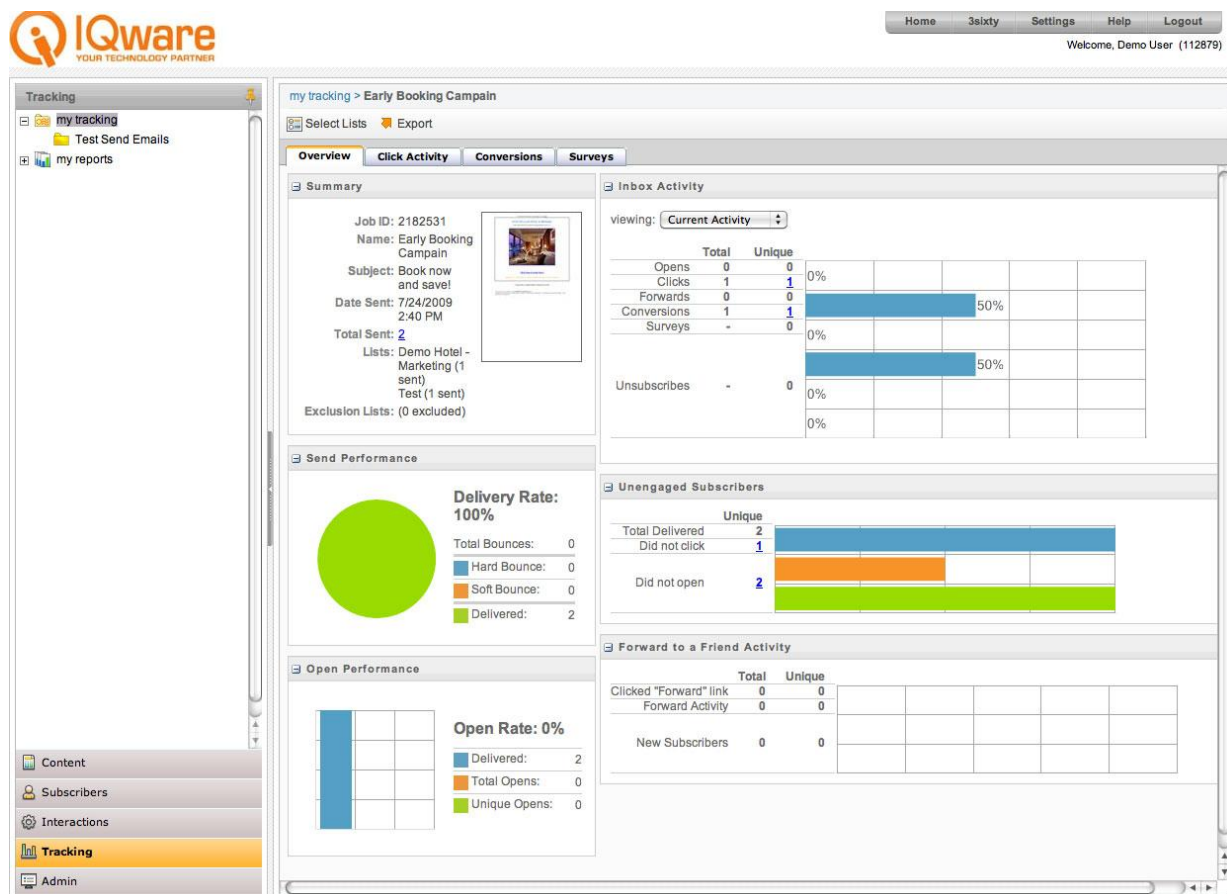 IQware
YOUR TECHNOLOGY PARTNER
Home 3sixty Settings Help Logout
Welcome, Demo User (112879)
Tracking
my tracking
Test Send Emails
my reports
Content
Subscribers
Interactions
Tracking
Admin
my tracking > Early Booking Campain
Select Lists Export
Overview Click Activity Conversions Surveys
Summary
Job ID: 2182531
Name: Early Booking
Campain
Subject: Book now
and save!
Date Sent: 7/24/2009
2:40 PM
Total Sent: 2
Lists: Demo Hotel -
Marketing (1
sent)
Test (1 sent)
Exclusion Lists: (0 excluded)
Send Performance
Delivery Rate:
100%
Total Bounces: 0
Hard Bounce: 0
Soft Bounce: 0
Delivered: 2
Open Performance
Open Rate: 0%
Delivered: 2
Total Opens: 0
Unique Opens: 0
Inbox Activity
viewing: Current Activity
Total Unique
Opens 0 0
Clicks 1 1
Forwards 0 0
Conversions 1 1
Surveys - 0
Unsubscribes - 0
0%
50%
0%
50%
0%
0%
Unengaged Subscribers
Unique
Total Delivered 2
Did not click 1
Did not open 2
Forward to a Friend Activity
Total Unique
Clicked "Forward" link 0 0
Forward Activity 0 0
New Subscribers 0 0